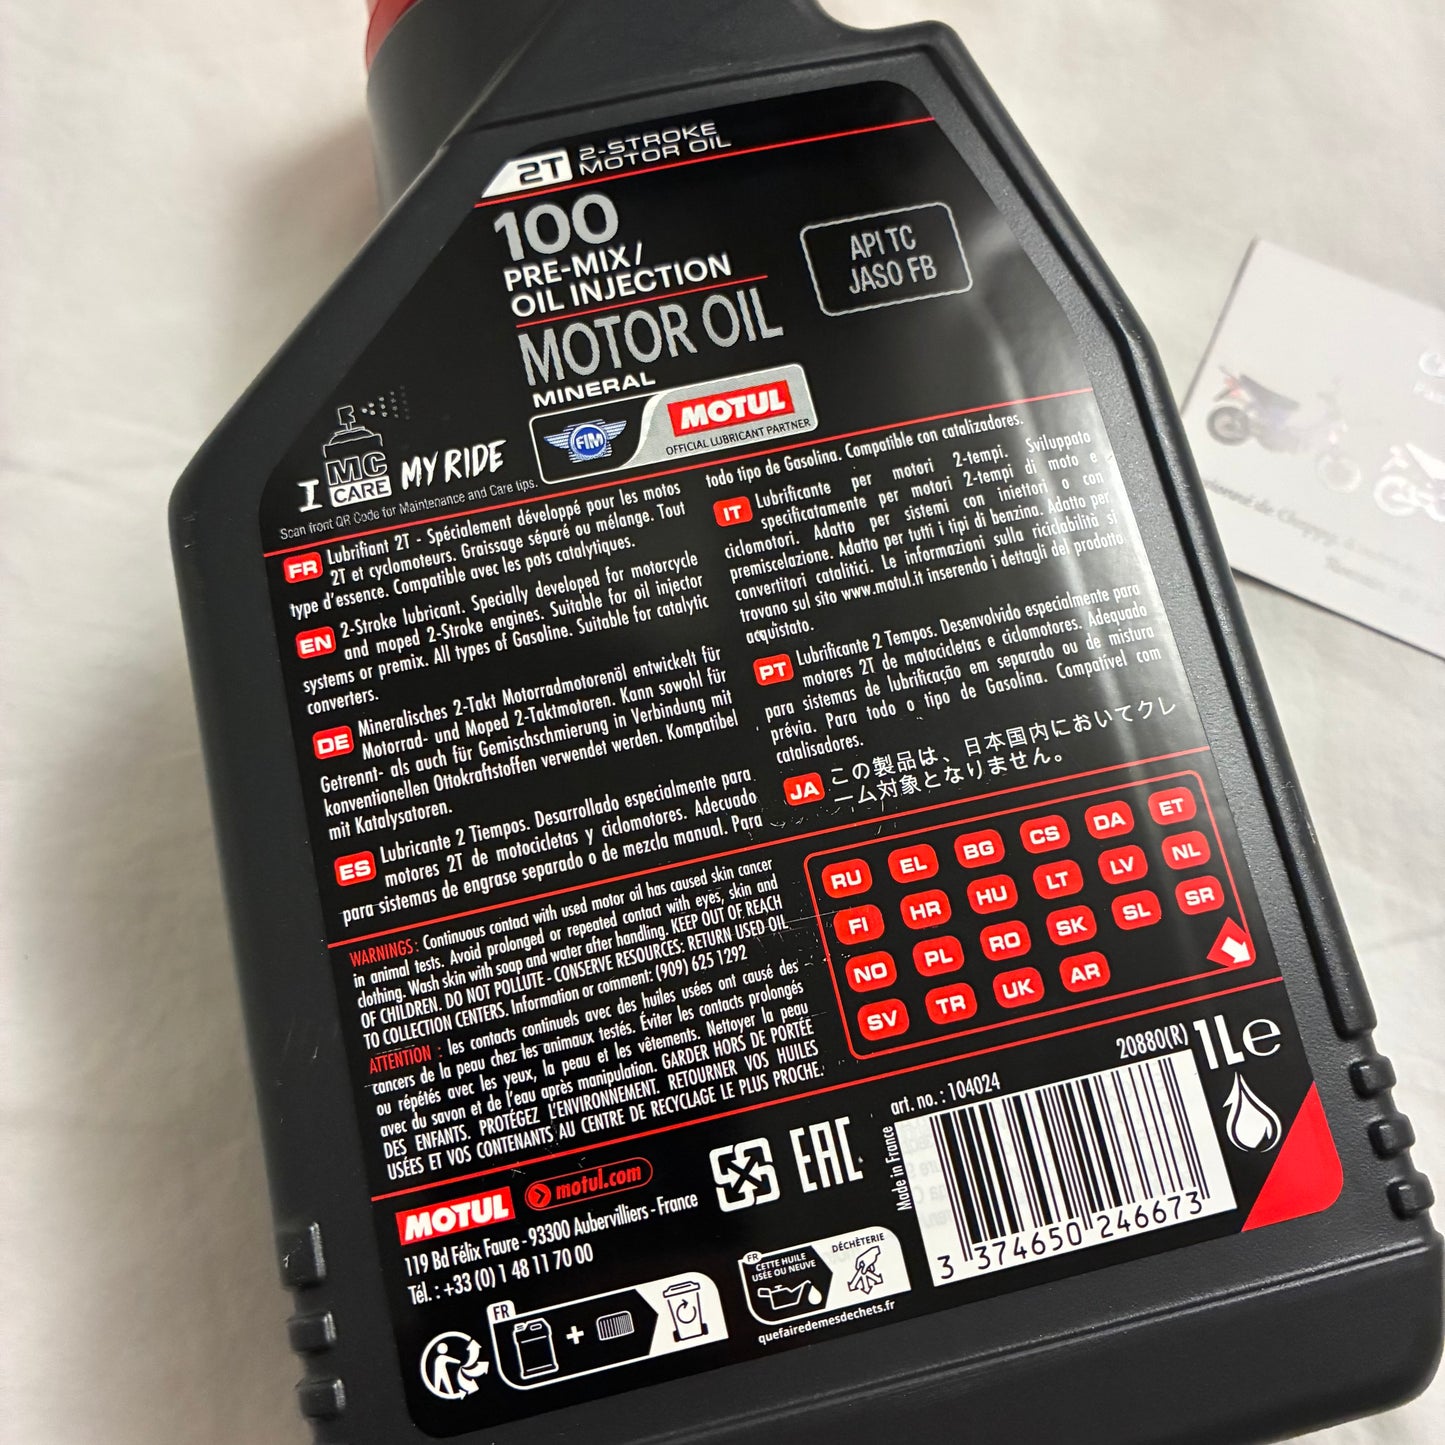 2T 2-STROKE
MOTOR OIL
100
PRE-MIX/
OIL INJECTION
MOTOR OIL
MINERAL
API TC
JASO FB
FIM
MOTUL
OFFICIAL LUBRICANT PARTNER
I MC CARE MY RIDE
Scan front QR Code for Maintenance and Care tips.
FR Lubrifiant 2T - Spécialement développé pour les motos
2T et cyclomoteurs. Graissage séparé ou mélange. Tout
type d'essence. Compatible avec les pots catalytiques.
EN 2-Stroke lubricant. Specially developed for motorcycle
and moped 2-Stroke engines. Suitable for oil injector
systems or premix. All types of Gasoline. Suitable for catalytic
converters.
DE Mineralisches 2-Takt Motorradmotorenöl entwickelt für
Motorrad- und Moped 2-Taktmotoren. Kann sowohl für
Getrennt- als auch für Gemischschmierung in Verbindung mit
konventionellen Ottokraftstoffen verwendet werden. Kompatibel
mit Katalysatoren.
ES Lubricante 2 Tiempos. Desarrollado especialmente para
motores 2T de motocicletas y ciclomotores. Adecuado
para sistemas de engrase separado o de mezcla manual. Para
todo tipo de Gasolina. Compatible con catalizadores.
IT Lubrificante per motori 2-tempi. Sviluppato
specificatamente per motori 2-tempi di moto e
ciclomotori. Adatto per sistemi con iniettori o con
premiscelazione. Adatto per tutti i tipi di benzina. Adatto per
convertitori catalitici. Le informazioni sulla riciclabilità si
trovano sul sito www.motul.it inserendo i dettagli del prodotto
acquistato.
PT Lubrificante 2 Tempos. Desenvolvido especialmente para
motores 2T de motocicletas e ciclomotores. Adequado
para sistemas de lubrificação em separado ou de mistura
prévia. Para todo o tipo de Gasolina. Compatível com
catalisadores.
JA この製品は、日本国内においてクレ
ーム対象となりません。
WARNINGS: Continuous contact with used motor oil has caused skin cancer
in animal tests. Avoid prolonged or repeated contact with eyes, skin and
clothing. Wash skin with soap and water after handling. KEEP OUT OF REACH
OF CHILDREN. DO NOT POLLUTE - CONSERVE RESOURCES: RETURN USED OIL
TO COLLECTION CENTERS. Information or comment: (909) 625 1292
ATTENTION : les contacts continuels avec des huiles usées ont causé des
cancers de la peau chez les animaux testés. Éviter les contacts prolongés
ou répétés avec les yeux, la peau et les vêtements. Nettoyer la peau
avec du savon et de l'eau après manipulation. GARDER HORS DE PORTÉE
DES ENFANTS. PROTÉGEZ L'ENVIRONNEMENT. RETOURNER VOS HUILES
USÉES ET VOS CONTENANTS AU CENTRE DE RECYCLAGE LE PLUS PROCHE.
RU EL BG CS DA ET
FI HR HU LT LV NL
NO PL RO SK SL SR
SV TR UK AR
20880(R) 1L e
art. no.: 104024
Made in France
3 374650 246673
MOTUL motul.com
119 Bd Félix Faure - 93300 Aubervilliers - France
Tél. : +33 (0) 1 48 11 70 00
EAC
FR
FR
CETTE HUILE
USÉE OU NEUVE
DÉCHÈTERIE
quefairedemesdechets.fr